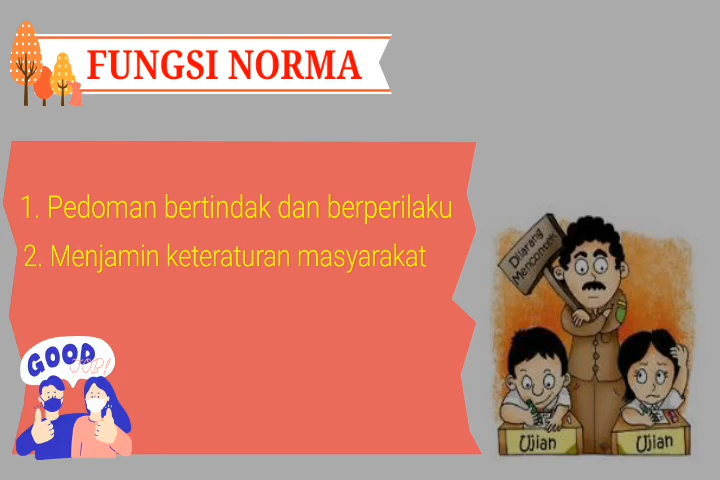 FUNGSI NORMA
1. Pedoman bertindak dan berperilaku
2. Menjamin keteraturan masyarakat
Dilarang
Mencontek
GOOD
JOB!
Ujian
Ujian